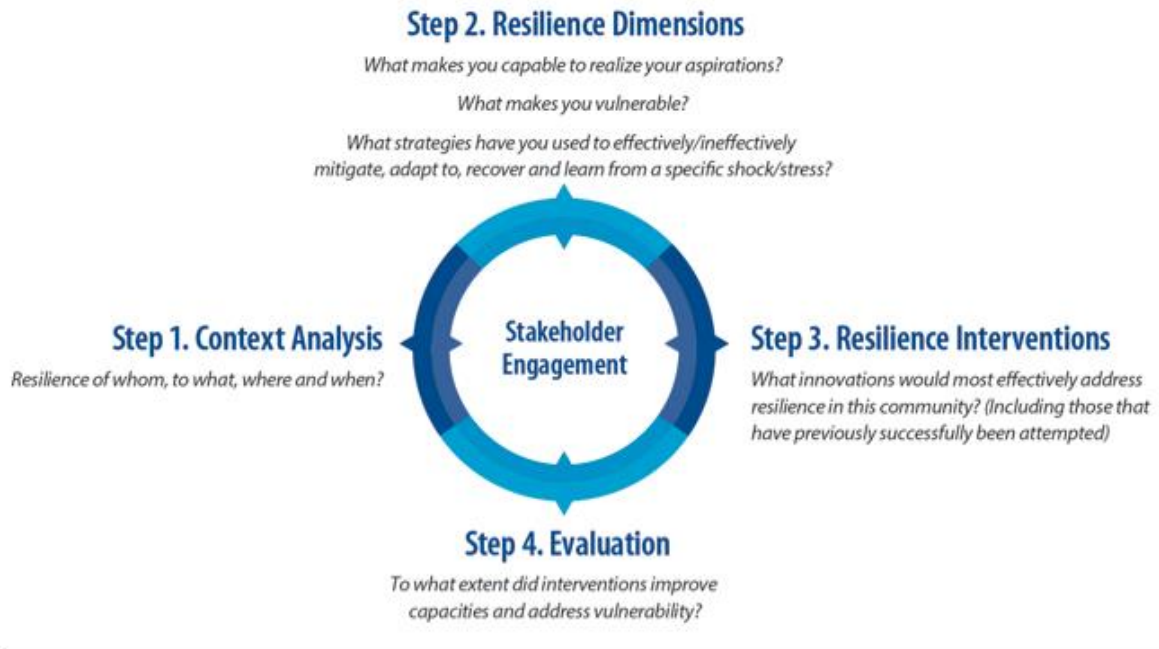 Step 2. Resilience Dimensions
What makes you capable to realize your aspirations?
What makes you vulnerable?
What strategies have you used to effectively/ineffectively
mitigate, adapt to, recover and learn from a specific shock/stress?
Step 1. Context Analysis
Resilience of whom, to what, where and when?
Stakeholder
Engagement
Step 3. Resilience Interventions
What innovations would most effectively address
resilience in this community? (Including those that
have previously successfully been attempted)
Step 4. Evaluation
To what extent did interventions improve
capacities and address vulnerability?